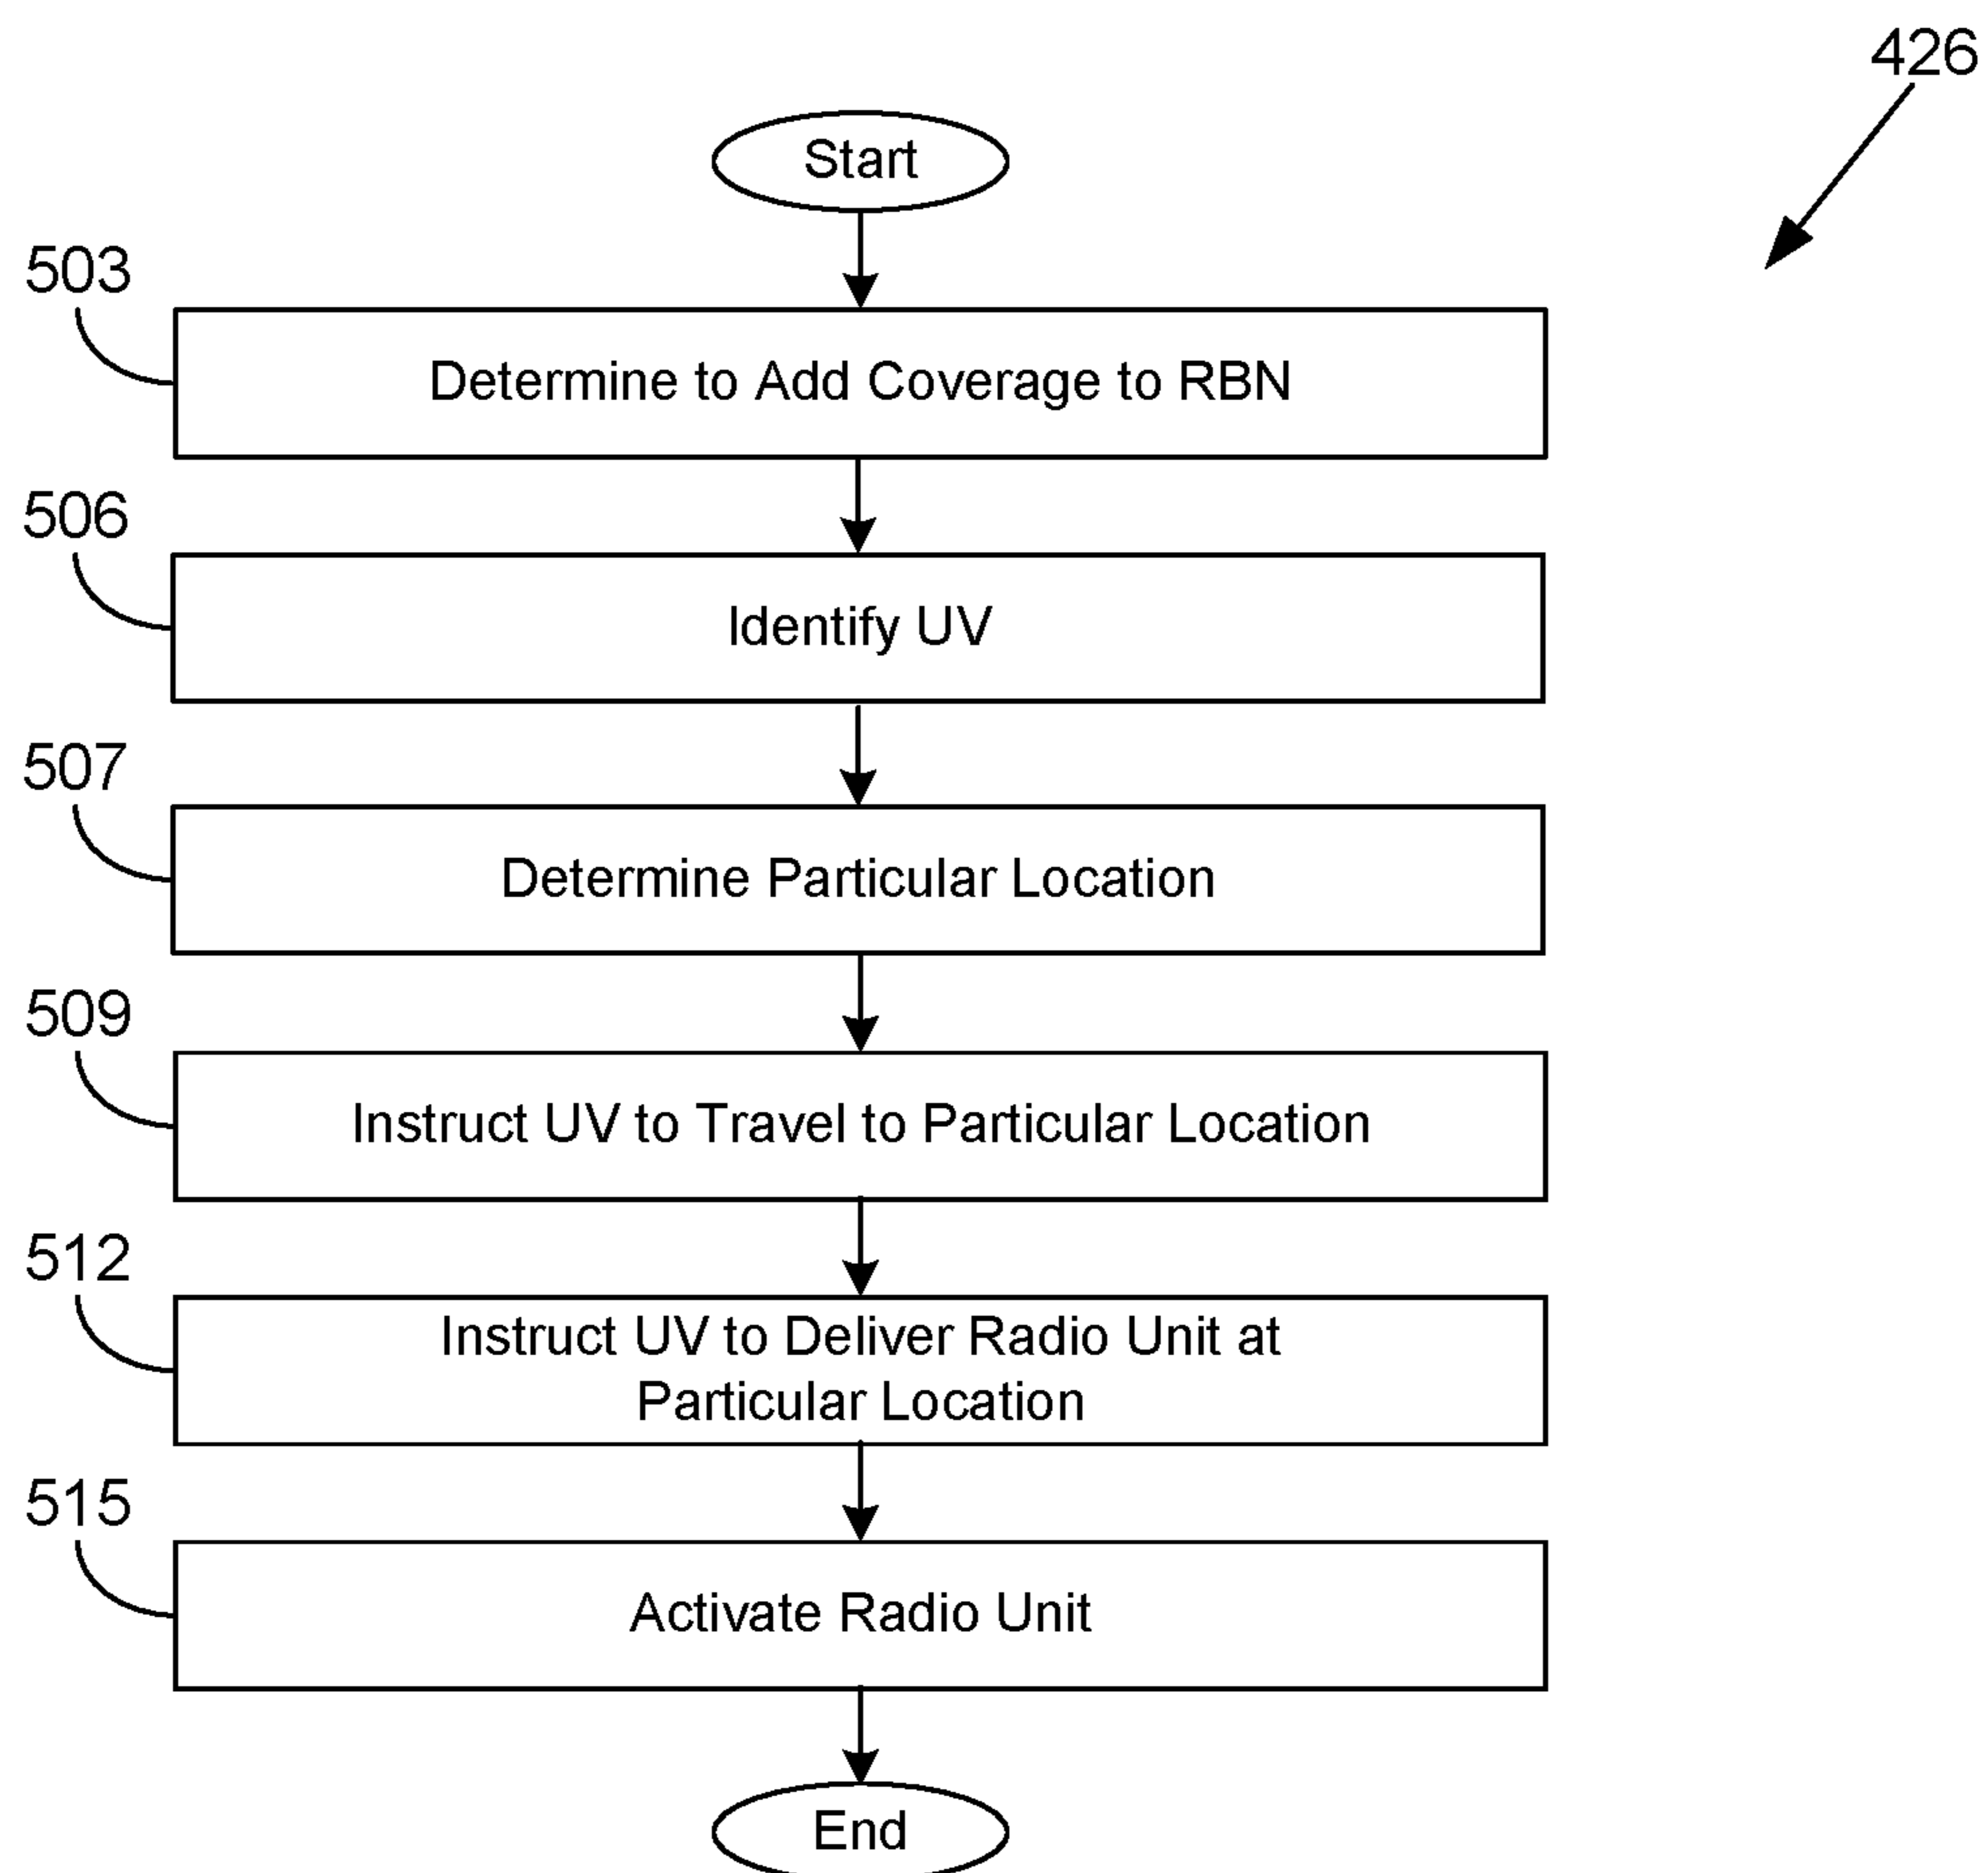 426
Start
503
Determine to Add Coverage to RBN
506
Identify UV
507
Determine Particular Location
509
Instruct UV to Travel to Particular Location
512
Instruct UV to Deliver Radio Unit at
Particular Location
515
Activate Radio Unit
End